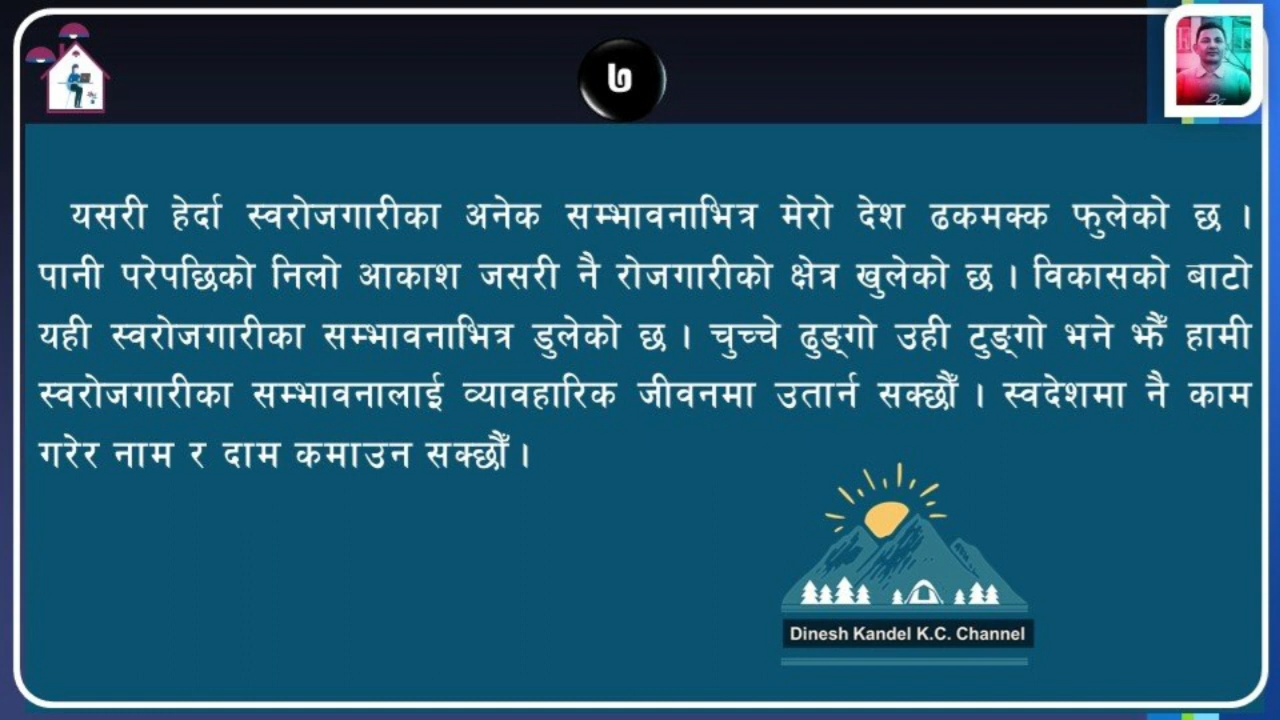 ७
यसरी हेर्दा स्वरोजगारीका अनेक सम्भावनाभित्र मेरो देश ढकमक्क फुलेको छ ।
पानी परेपछिको निलो आकाश जसरी नै रोजगारीको क्षेत्र खुलेको छ । विकासको बाटो
यही स्वरोजगारीका सम्भावनाभित्र डुलेको छ । चुच्चे ढुङ्गो उही टुङ्गो भने झैँ हामी
स्वरोजगारीका सम्भावनालाई व्यावहारिक जीवनमा उतार्न सक्छौँ । स्वदेशमा नै काम
गरेर नाम र दाम कमाउन सक्छौँ ।
Dinesh Kandel K.C. Channel